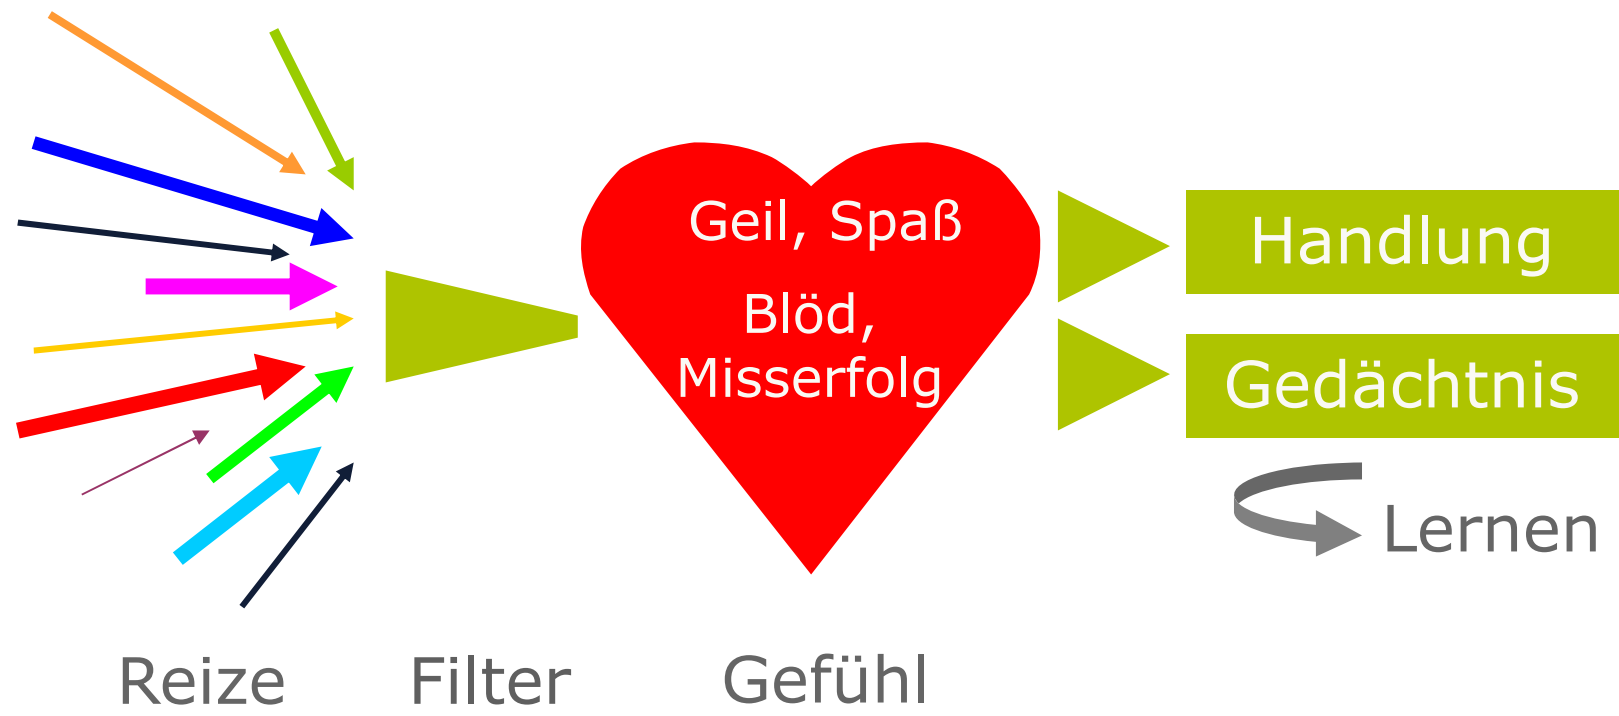 Geil, Spaß
Blöd,
Misserfolg
Handlung
Gedächtnis
Lernen
Reize
Filter
Gefühl